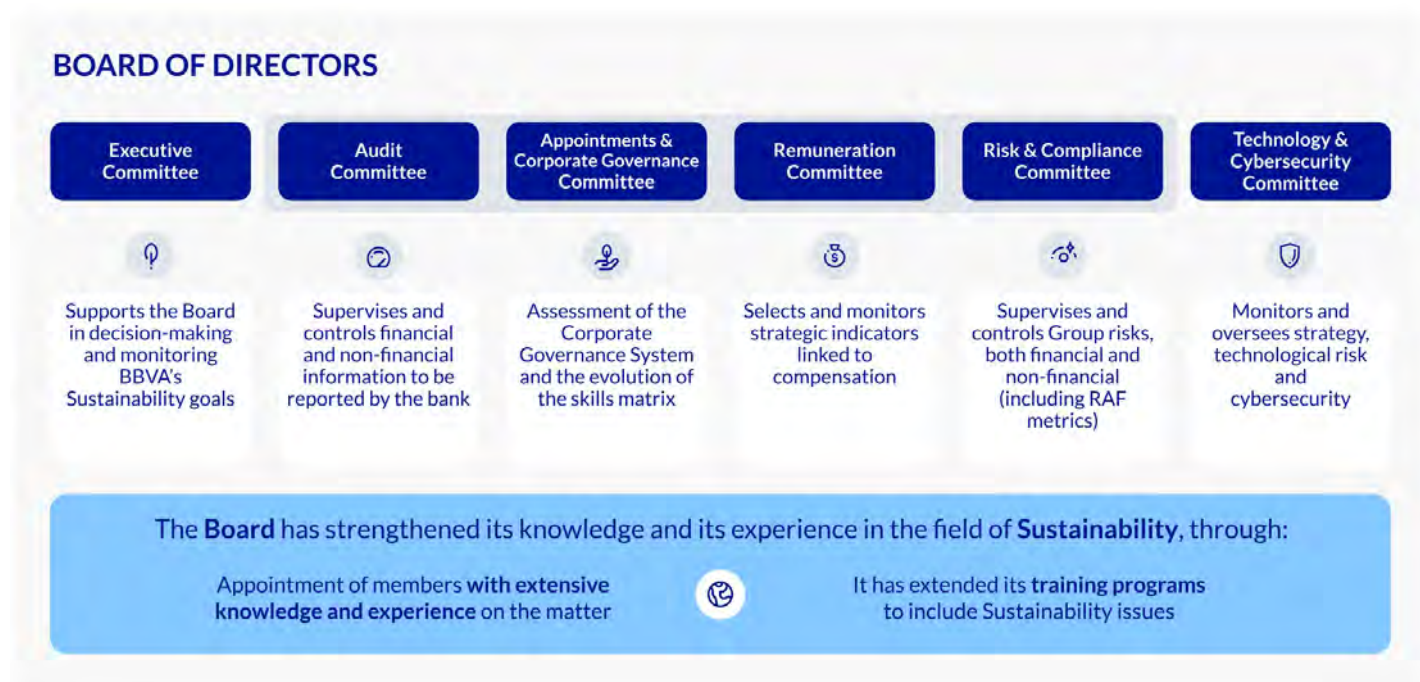 BOARD OF DIRECTORS
Executive
Committee
Audit
Committee
Appointments &
Corporate Governance
Committee
Remuneration
Committee
Risk & Compliance
Committee
Technology &
Cybersecurity
Committee
Supports the Board
in decision-making
and monitoring
BBVA's
Sustainability goals
Supervises and
controls financial
and non-financial
information to be
reported by the bank
Assessment of the
Corporate
Governance System
and the evolution of
the skills matrix
$
Selects and monitors
strategic indicators
linked to
compensation
Supervises and
controls Group risks,
both financial and
non-financial
(including RAF
metrics)
Monitors and
oversees strategy,
technological risk
and
cybersecurity
The Board has strengthened its knowledge and its experience in the field of Sustainability, through:
Appointment of members with extensive
knowledge and experience on the matter
It has extended its training programs
to include Sustainability issues